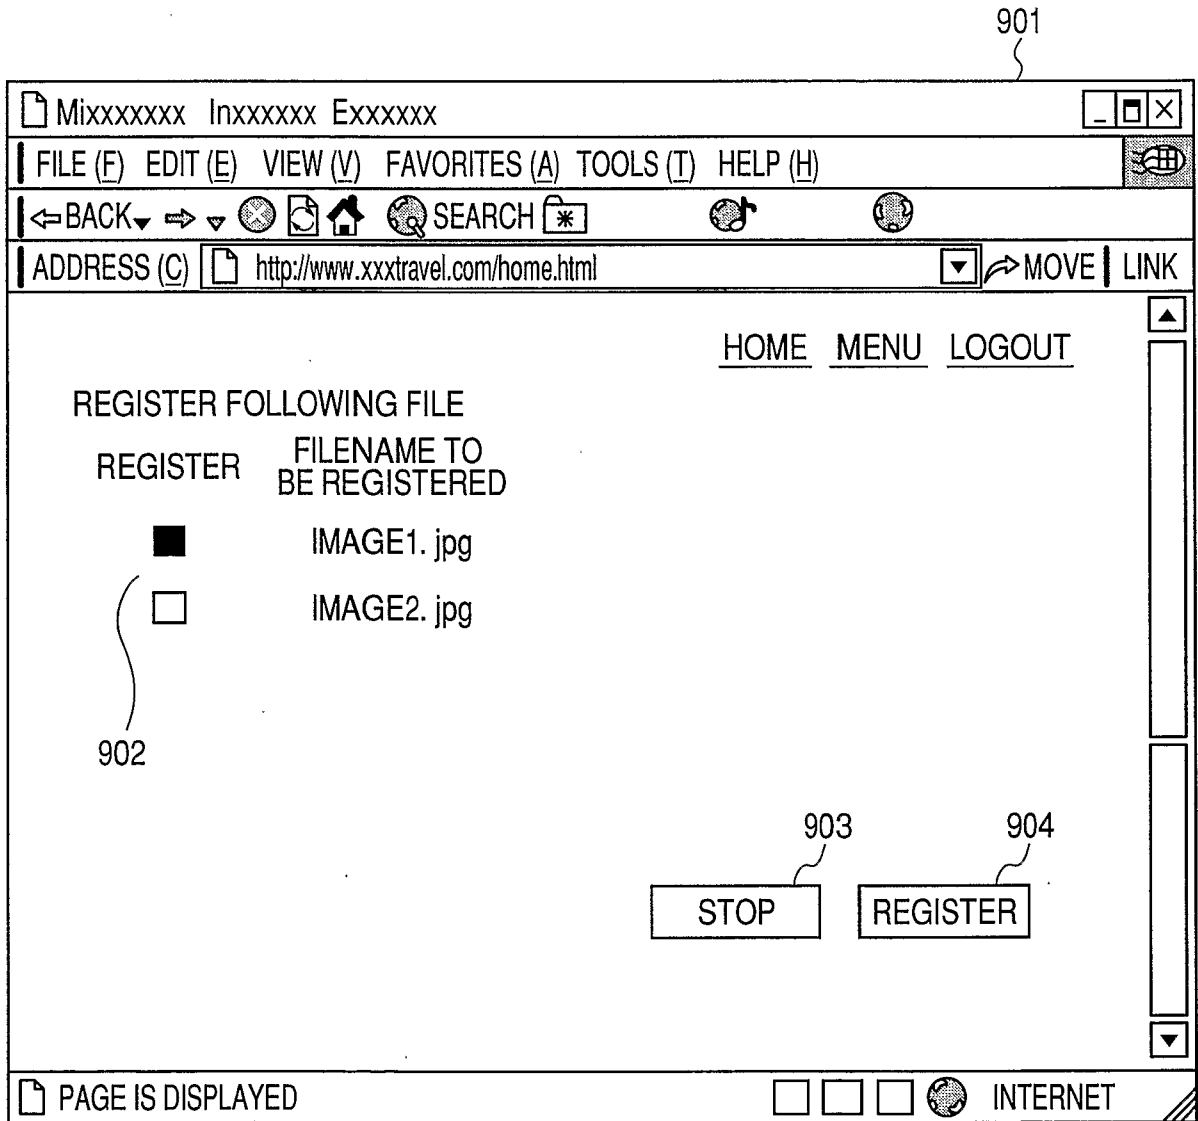 901
Mixxxxxxx Inxxxxxx Exxxxxx
FILE (F) EDIT (E) VIEW (V) FAVORITES (A) TOOLS (T) HELP (H)
BACK SEARCH
ADDRESS (C) http://www.xxxtravel.com/home.html MOVE LINK
HOME MENU LOGOUT
REGISTER FOLLOWING FILE
REGISTER FILENAME TO
BE REGISTERED
IMAGE1. jpg
IMAGE2. jpg
902
903 904
STOP REGISTER
PAGE IS DISPLAYED INTERNET